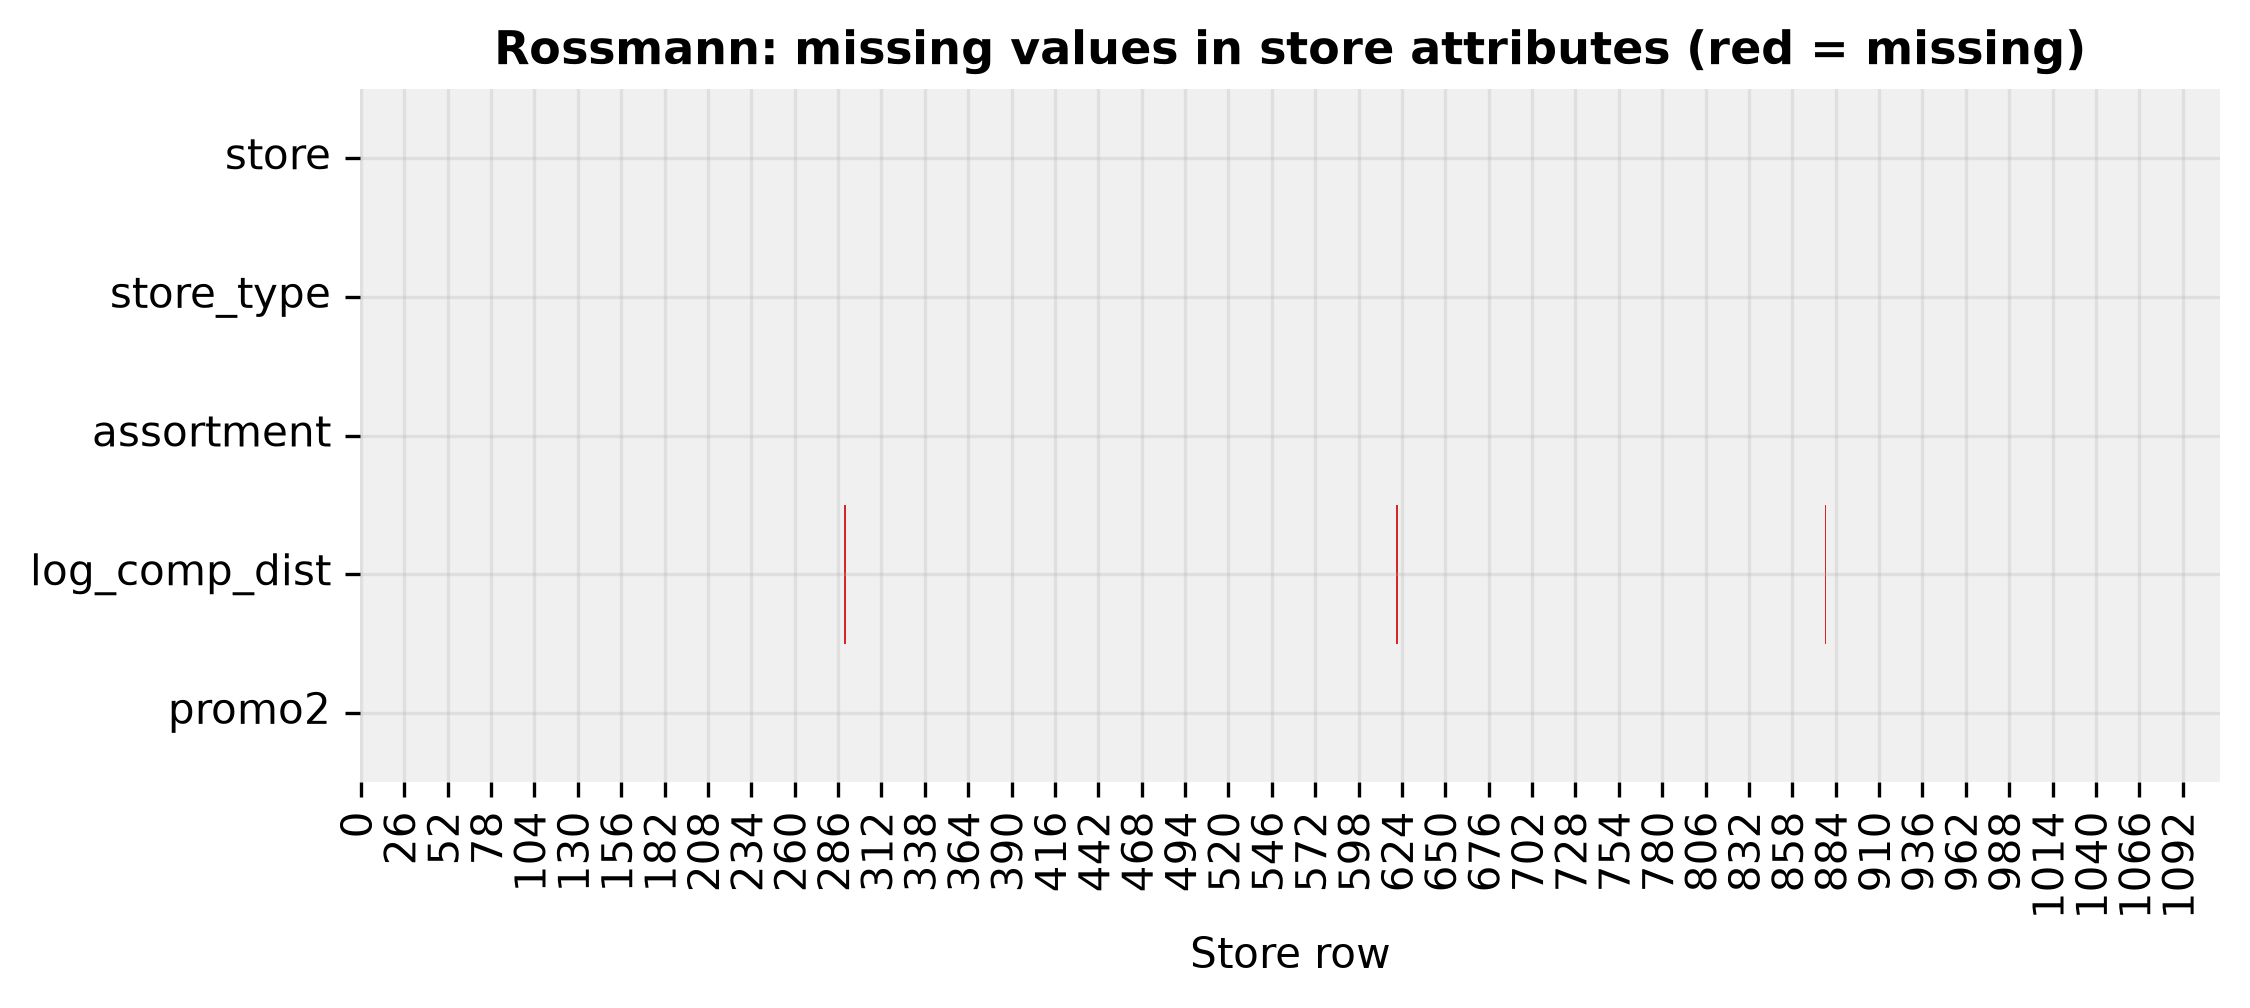 Rossmann: missing values in store attributes (red = missing)
store
store_type
assortment
log_comp_dist
promo2
0 26 52 78 104 130 156 182 208 234 260 286 312 338 364 390 416 442 468 494 520 546 572 598 624 650 676 702 728 754 780 806 832 858 884 910 936 962 988 1014 1040 1066 1092
Store row